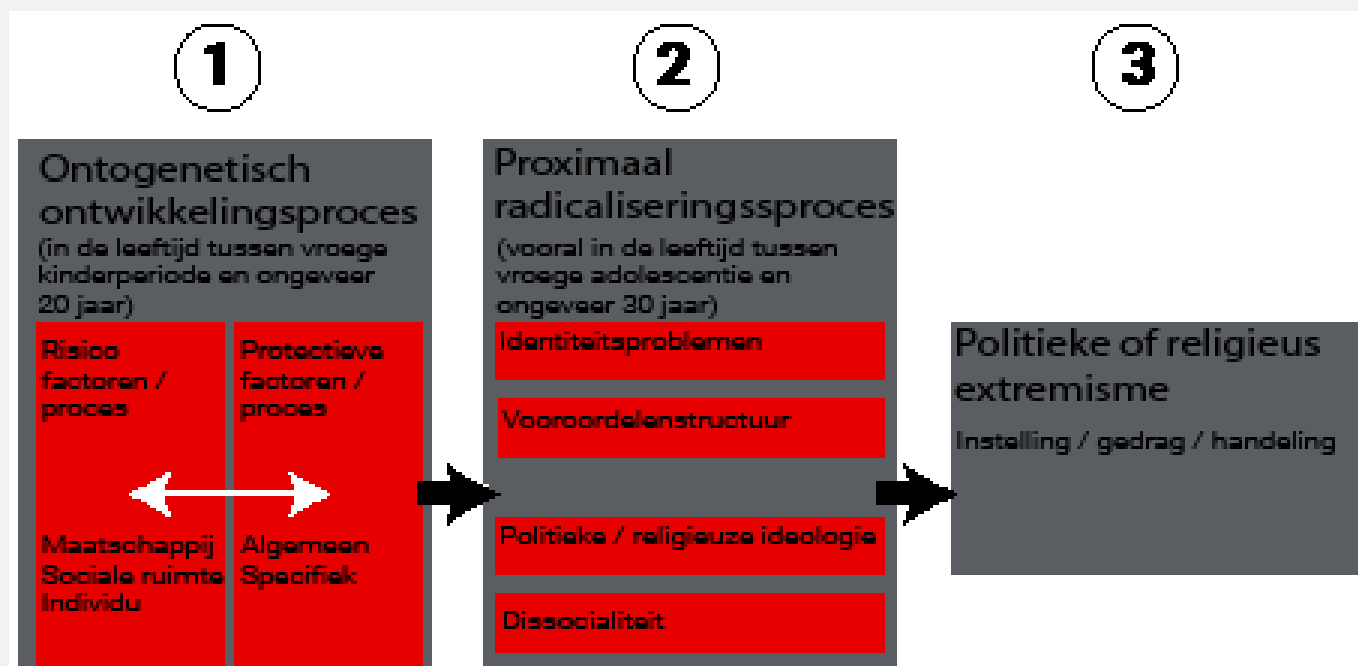 1
2
3
Ontogenetisch
ontwikkelingsproces
(in de leeftijd tussen vroege
kinderperiode en ongeveer
20 jaar)
Risico
factoren /
proces
Maatschappij
Sociale ruimte
Individu
Protectieve
factoren /
proces
Algemeen
Specifiek
Proximaal
radicaliseringssproces
(vooral in de leeftijd tussen
vroege adolescentie en
ongeveer 30 jaar)
Identiteitsproblemen
Vooroordelenstructuur
Politieke / religieuze ideologie
Dissocialiteit
Politieke of religieus
extremisme
Instelling / gedrag / handeling